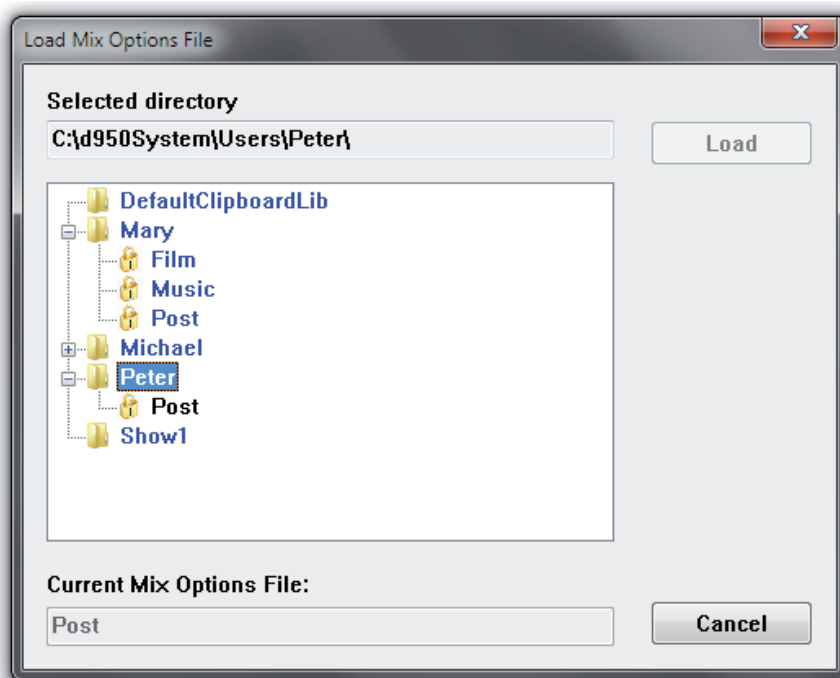 Load Mix Options File
Selected directory
C:\d950System\Users\Peter\
Load
DefaultClipboardLib
Mary
Film
Music
Post
Michael
Peter
Post
Show1
Current Mix Options File:
Post
Cancel